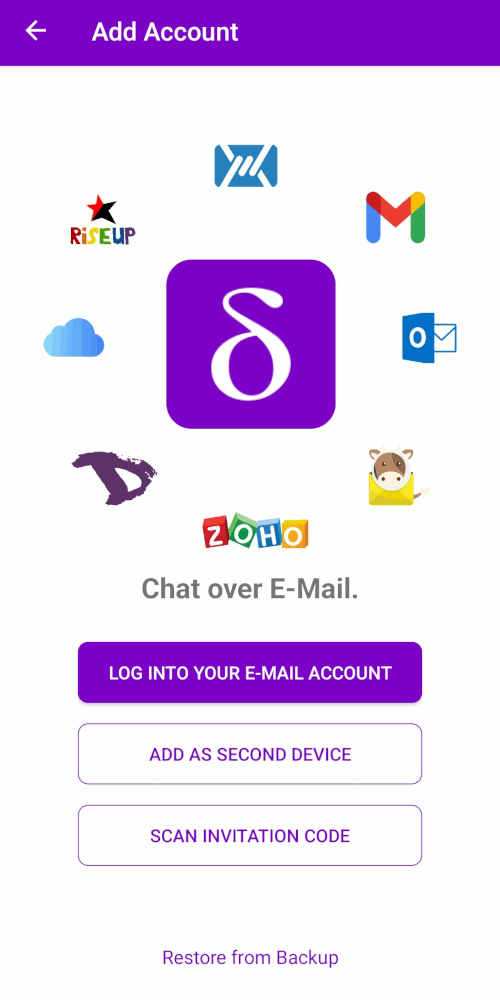 Add Account
RiSEUP
δ
O
ZOHO
Chat over E-Mail.
LOG INTO YOUR E-MAIL ACCOUNT
ADD AS SECOND DEVICE
SCAN INVITATION CODE
Restore from Backup